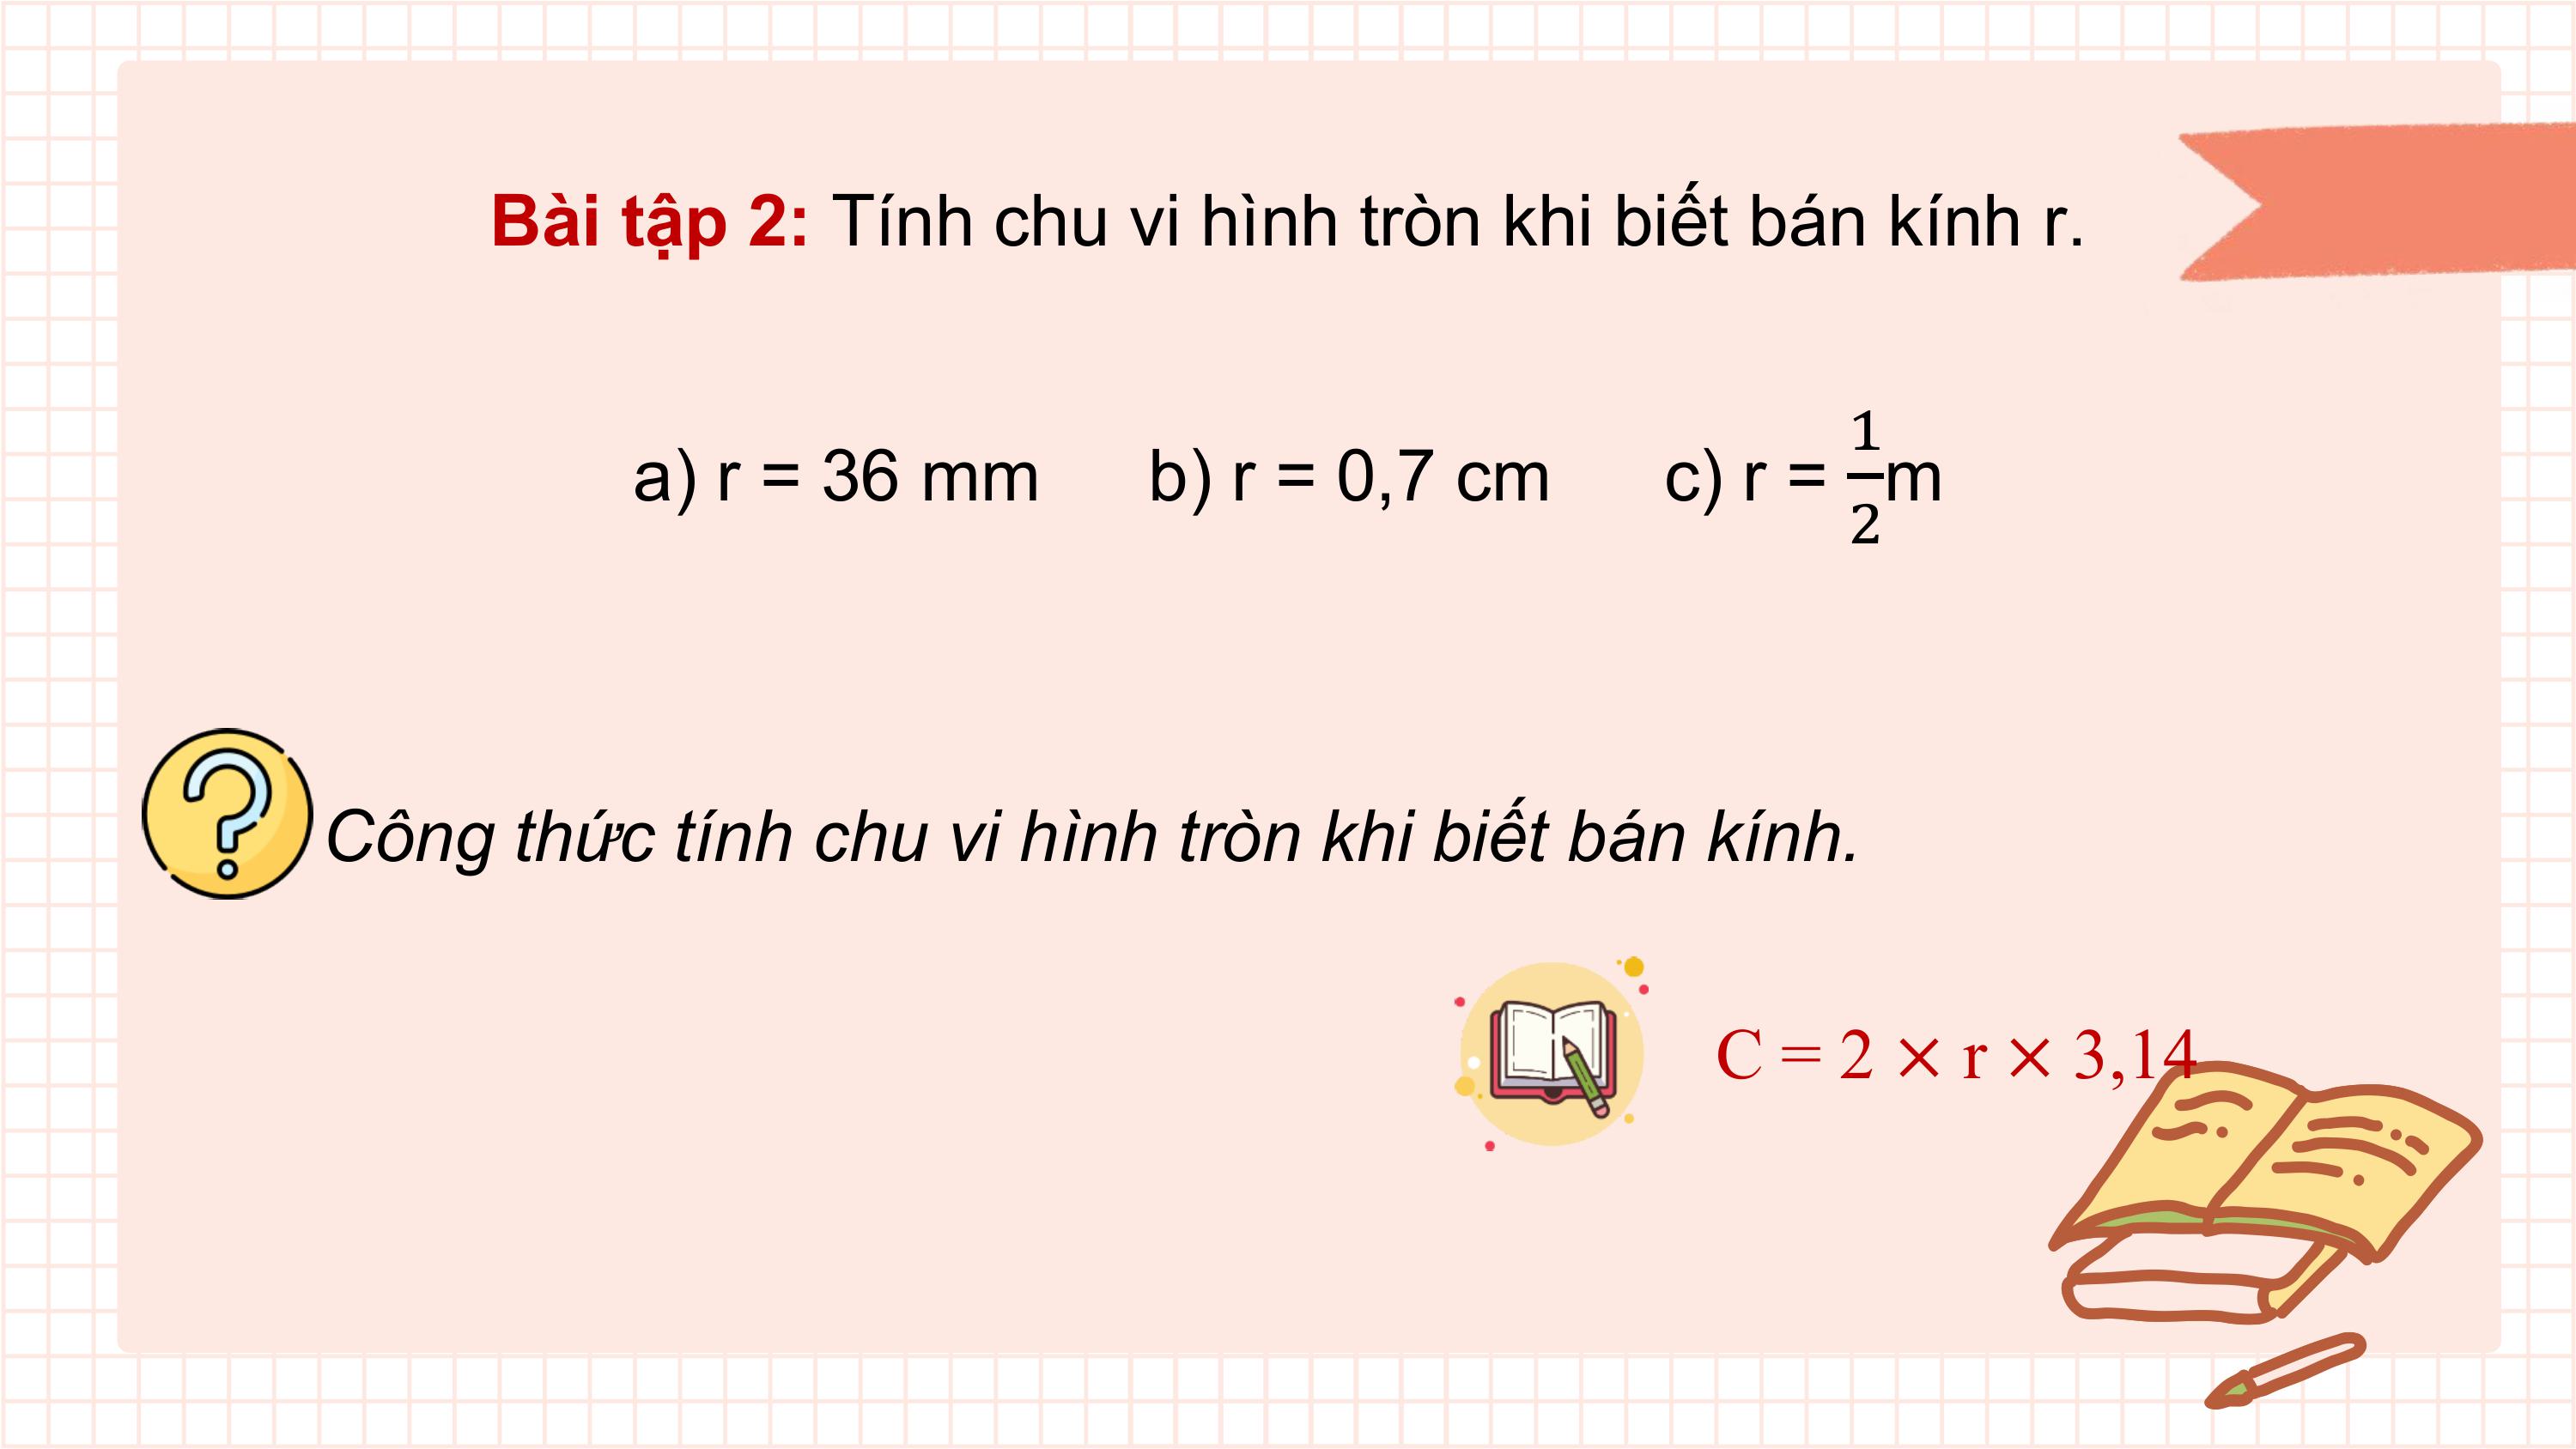 Bài tập 2: Tính chu vi hình tròn khi biết bán kính r.
a) r = 36 mm b) r = 0,7 cm c) r = \frac{1}{2}m
Công thức tính chu vi hình tròn khi biết bán kính.
C = 2 × r × 3,14